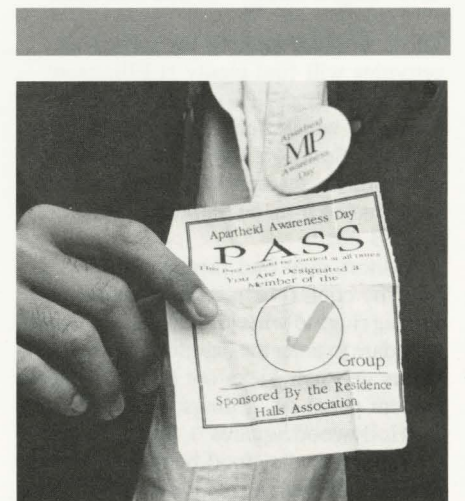 Apartheid
MP
Awareness
Day
Apartheid Awareness Day
PASS
This Pass should be carried at all times
You Are Designated a
Member of the
Group
Sponsored By the Residence
Halls Association